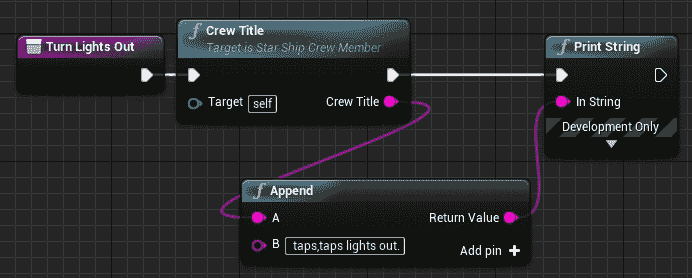 Turn Lights Out
f Crew Title
Target is Star Ship Crew Member
Target self
Crew Title
Print String
In String
Development Only
f Append
A
Return Value
B taps,taps lights out.
Add pin +